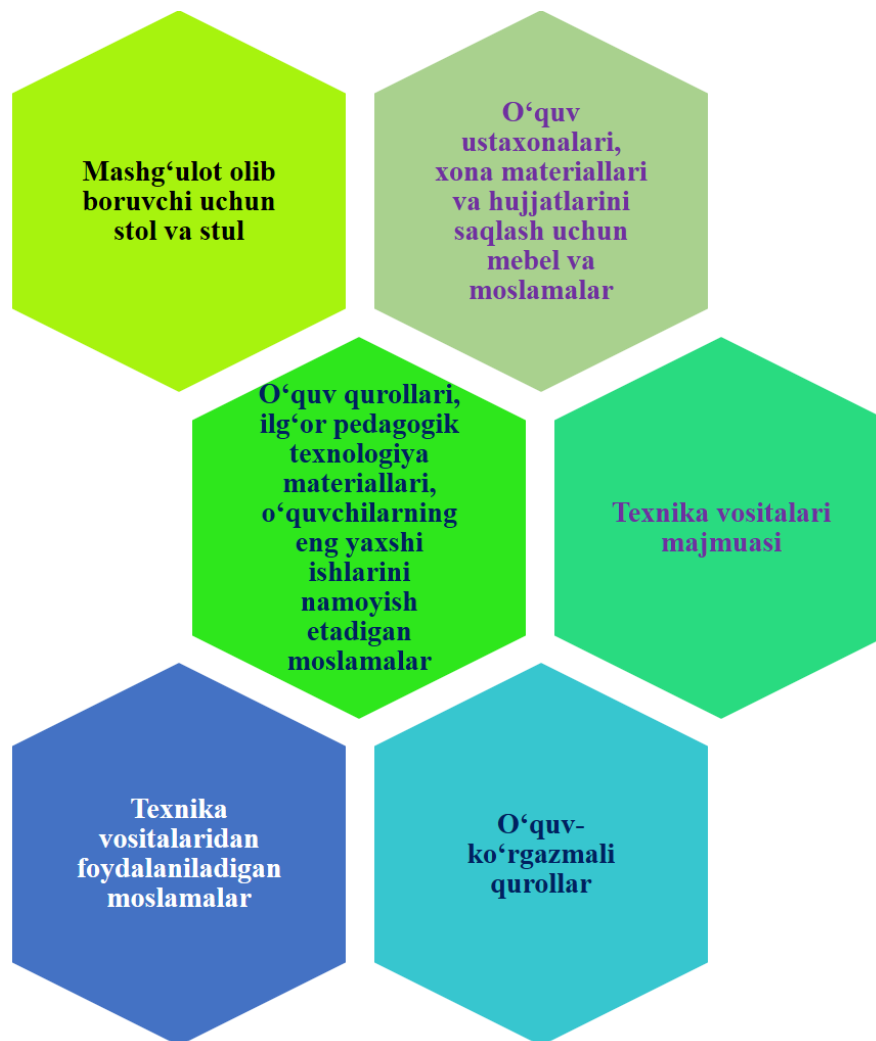 Mashg‘ulot olib
boruvchi uchun
stol va stul
O‘quv
ustaxonalari,
xona materiallari
va hujjatlarini
saqlash uchun
mebel va
moslamalar
O‘quv qurollari,
ilg‘or pedagogik
texnologiya
materiallari,
o‘quvchilarning
eng yaxshi
ishlarini
namoyish
etadigan
moslamalar
Texnika vositalari
majmuasi
Texnika
vositalaridan
foydalaniladigan
moslamalar
O‘quv-
ko‘rgazmali
qurollar